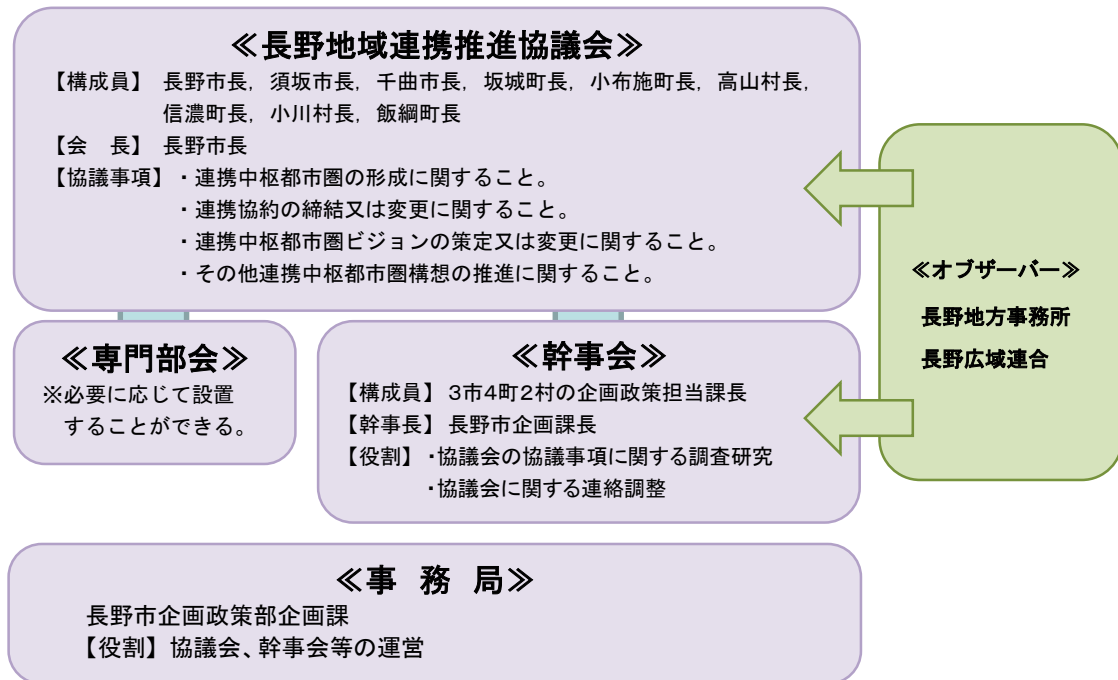 ≪長野地域連携推進協議会≫
【構成員】 長野市長, 須坂市長, 千曲市長, 坂城町長, 小布施町長, 高山村長,
信濃町長, 小川村長, 飯綱町長
【会　長】 長野市長
【協議事項】 ・連携中枢都市圏の形成に関すること。
・連携協約の締結又は変更に関すること。
・連携中枢都市圏ビジョンの策定又は変更に関すること。
・その他連携中枢都市圏構想の推進に関すること。
≪専門部会≫
※必要に応じて設置
することができる。
≪幹事会≫
【構成員】 3市4町2村の企画政策担当課長
【幹事長】 長野市企画課長
【役割】 ・協議会の協議事項に関する調査研究
・協議会に関する連絡調整
≪オブザーバー≫
長野地方事務所
長野広域連合
≪事　務　局≫
長野市企画政策部企画課
【役割】 協議会、幹事会等の運営